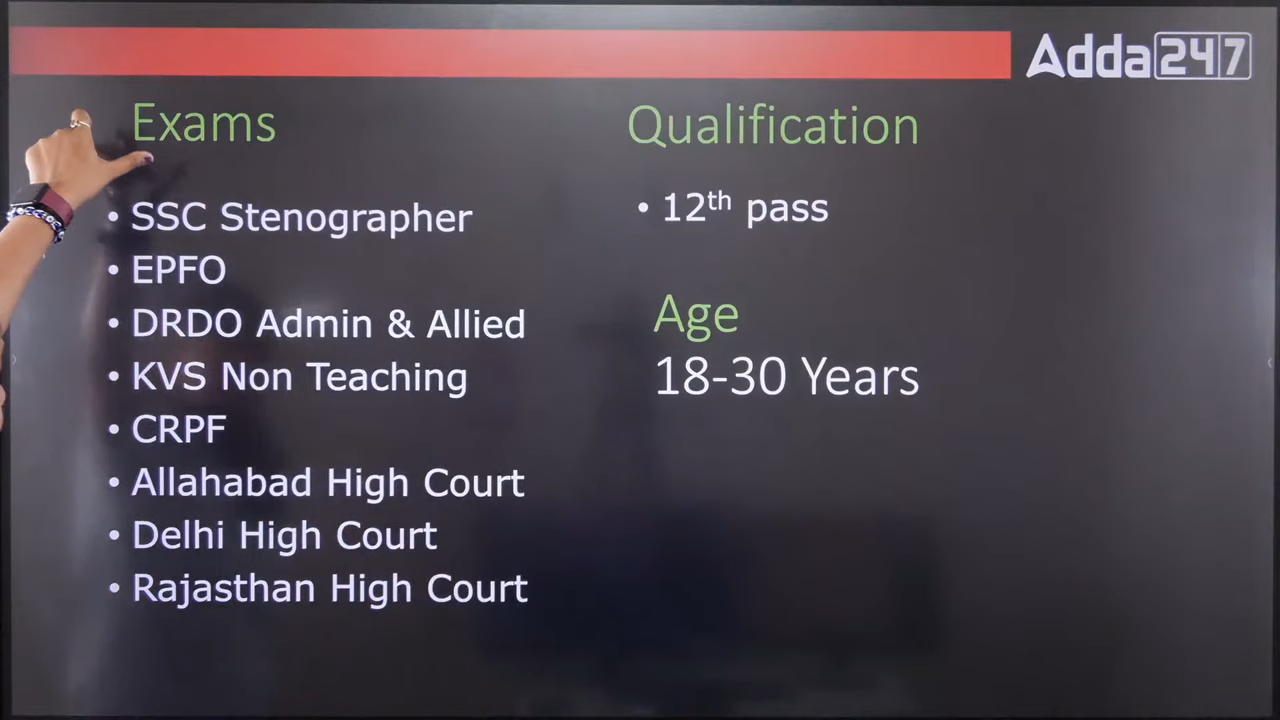 Adda247
Exams
• SSC Stenographer
• EPFO
• DRDO Admin & Allied
• KVS Non Teaching
• CRPF
• Allahabad High Court
• Delhi High Court
• Rajasthan High Court
Qualification
• 12th pass
Age
18-30 Years